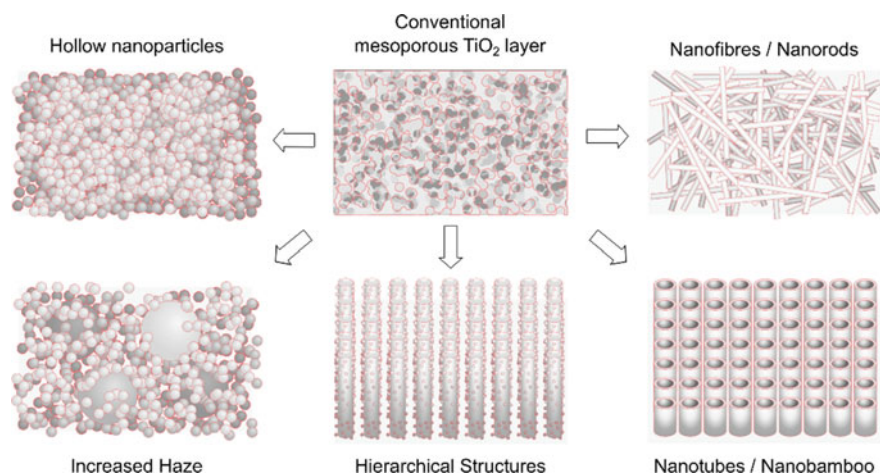 Hollow nanoparticles
Conventional
mesoporous TiO₂ layer
Nanofibres / Nanorods
Increased Haze
Hierarchical Structures
Nanotubes / Nanobamboo